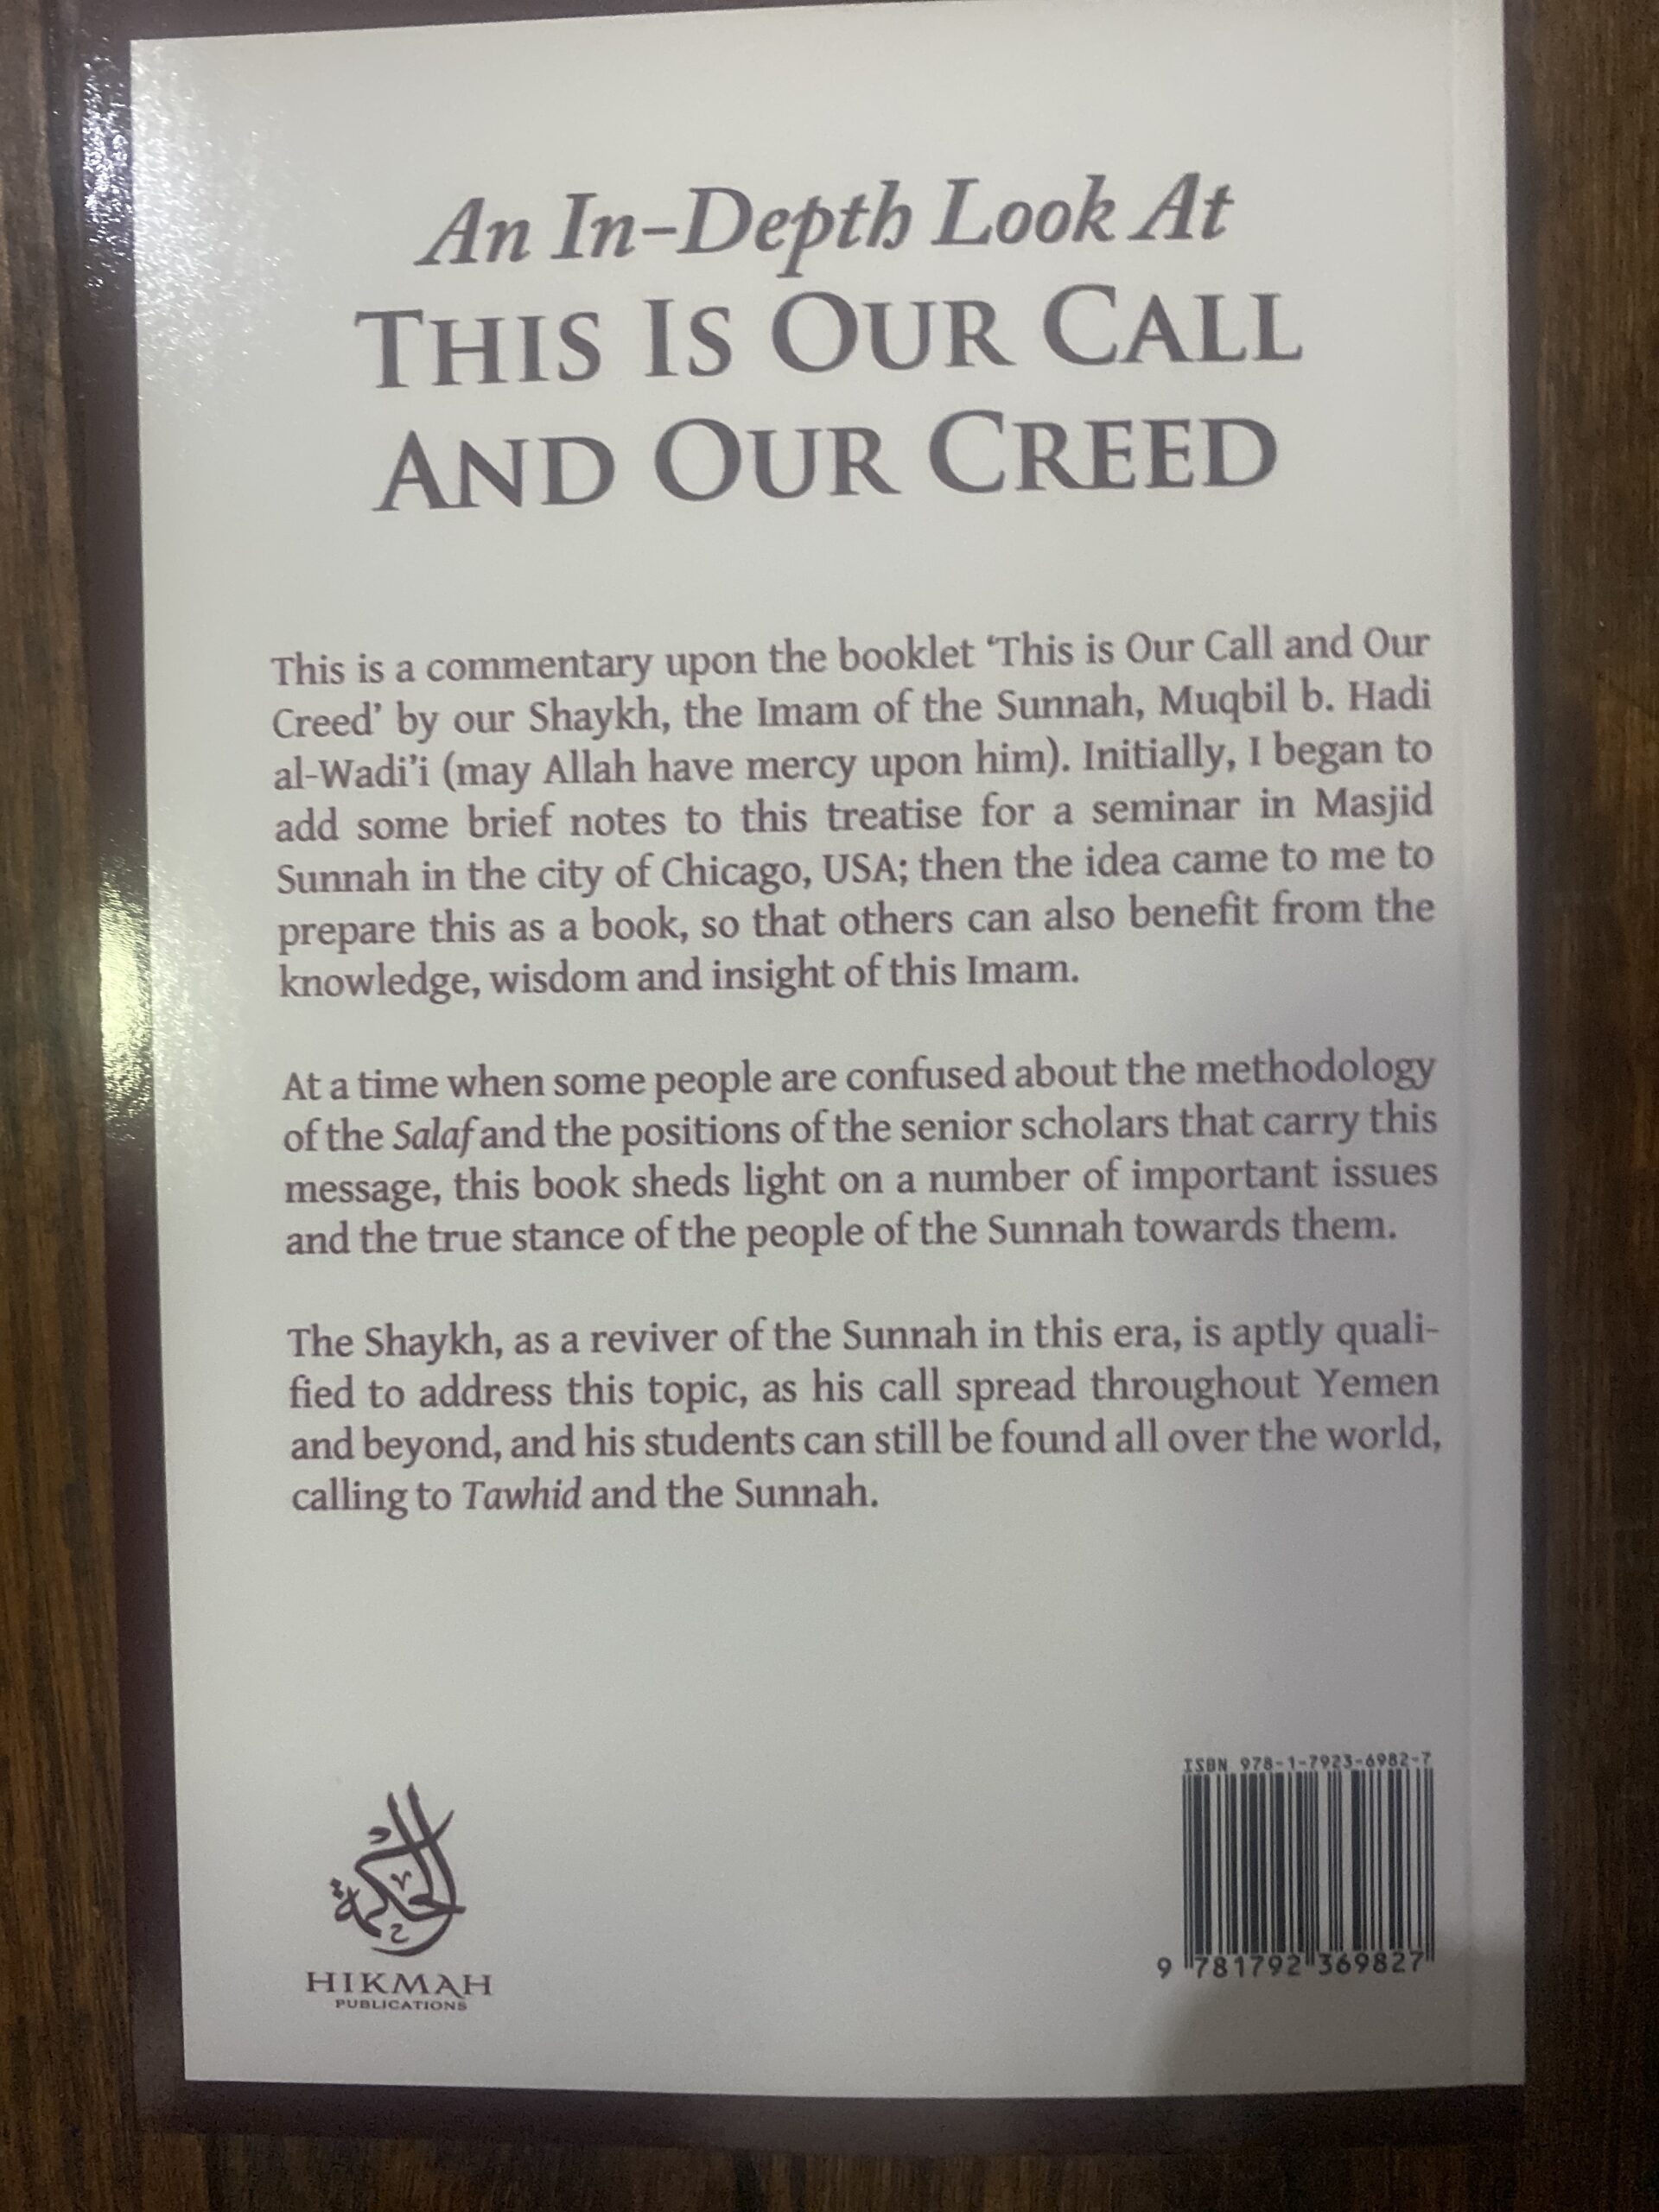 An In-Depth Look At
THIS IS OUR CALL
AND OUR CREED
This is a commentary upon the booklet ‘This is Our Call and Our
Creed’ by our Shaykh, the Imam of the Sunnah, Muqbil b. Hadi
al-Wadi’i (may Allah have mercy upon him). Initially, I began to
add some brief notes to this treatise for a seminar in Masjid
Sunnah in the city of Chicago, USA; then the idea came to me to
prepare this as a book, so that others can also benefit from the
knowledge, wisdom and insight of this Imam.
At a time when some people are confused about the methodology
of the Salaf and the positions of the senior scholars that carry this
message, this book sheds light on a number of important issues
and the true stance of the people of the Sunnah towards them.
The Shaykh, as a reviver of the Sunnah in this era, is aptly quali-
fied to address this topic, as his call spread throughout Yemen
and beyond, and his students can still be found all over the world,
calling to Tawhid and the Sunnah.
ISBN 978-1-7923-6982-7
9 781792 369827
الحكمة
HIKMAH
PUBLICATIONS